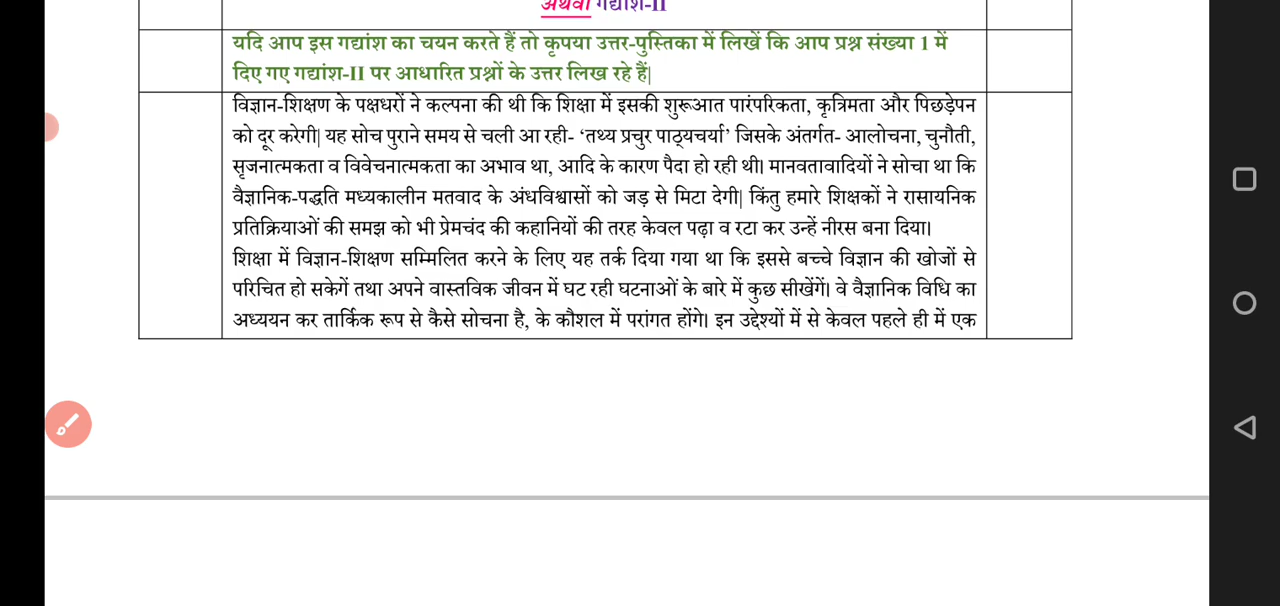 अथवा गद्यांश-II
यदि आप इस गद्यांश का चयन करते हैं तो कृपया उत्तर-पुस्तिका में लिखें कि आप प्रश्न संख्या 1 में
दिए गए गद्यांश-II पर आधारित प्रश्नों के उत्तर लिख रहे हैं|
विज्ञान-शिक्षण के पक्षधरों ने कल्पना की थी कि शिक्षा में इसकी शुरूआत पारंपरिकता, कृत्रिमता और पिछड़ेपन
को दूर करेगी| यह सोच पुराने समय से चली आ रही- ‘तथ्य प्रचुर पाठ्यचर्या’ जिसके अंतर्गत- आलोचना, चुनौती,
सृजनात्मकता व विवेचनात्मकता का अभाव था, आदि के कारण पैदा हो रही थी। मानवतावादियों ने सोचा था कि
वैज्ञानिक-पद्धति मध्यकालीन मतवाद के अंधविश्वासों को जड़ से मिटा देगी| किंतु हमारे शिक्षकों ने रासायनिक
प्रतिक्रियाओं की समझ को भी प्रेमचंद की कहानियों की तरह केवल पढ़ा व रटा कर उन्हें नीरस बना दिया।
शिक्षा में विज्ञान-शिक्षण सम्मिलित करने के लिए यह तर्क दिया गया था कि इससे बच्चे विज्ञान की खोजों से
परिचित हो सकेगें तथा अपने वास्तविक जीवन में घट रही घटनाओं के बारे में कुछ सीखेंगें। वे वैज्ञानिक विधि का
अध्ययन कर तार्किक रूप से कैसे सोचना है, के कौशल में परांगत होंगे। इन उद्देश्यों में से केवल पहले ही में एक